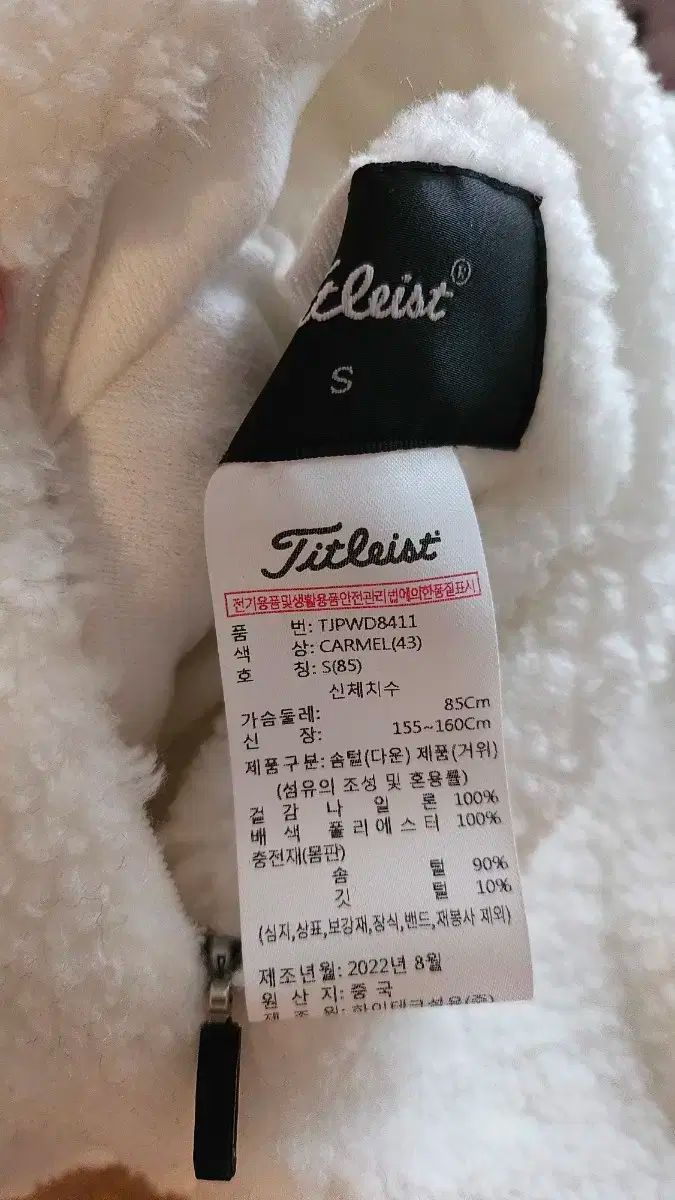 Titleist®
S
Titleist
전기용품및생활용품안전관리법에의한품질표시
품 번: TJPWD8411
색 상: CARMEL(43)
호 칭: S(85)
신체치수
가슴둘레: 85Cm
신 장: 155~160Cm
제품구분: 솜털(다운) 제품(거위)
(섬유의 조성 및 혼용률)
겉 감 나 일 론 100%
배 색 폴 리 에 스 터 100%
충전재(몸판)
솜 털 90%
깃 털 10%
(심지,상표,보강재,장식,밴드,재봉사 제외)
제조년월: 2022년 8월
원 산 지: 중 국
제 조 원: